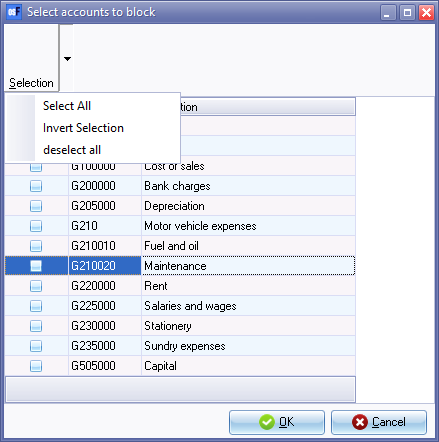 Select accounts to block
Selection
Select All
Invert Selection
deselect all
tion
G100000 Cost of sales
G200000 Bank charges
G205000 Depreciation
G210 Motor vehicle expenses
G210010 Fuel and oil
G210020 Maintenance
G220000 Rent
G225000 Salaries and wages
G230000 Stationery
G235000 Sundry expenses
G505000 Capital
OK Cancel